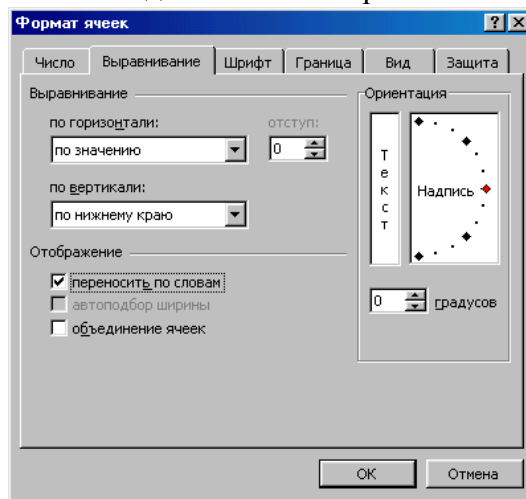 Формат ячеек
Число Выравнивание Шрифт Граница Вид Защита
Выравнивание
по горизонтали:
отступ:
по значению
0
по вертикали:
по нижнему краю
Отображение
переносить по словам
автоподбор ширины
объединение ячеек
Ориентация
Текст
Надпись
0 градусов
ОК
Отмена